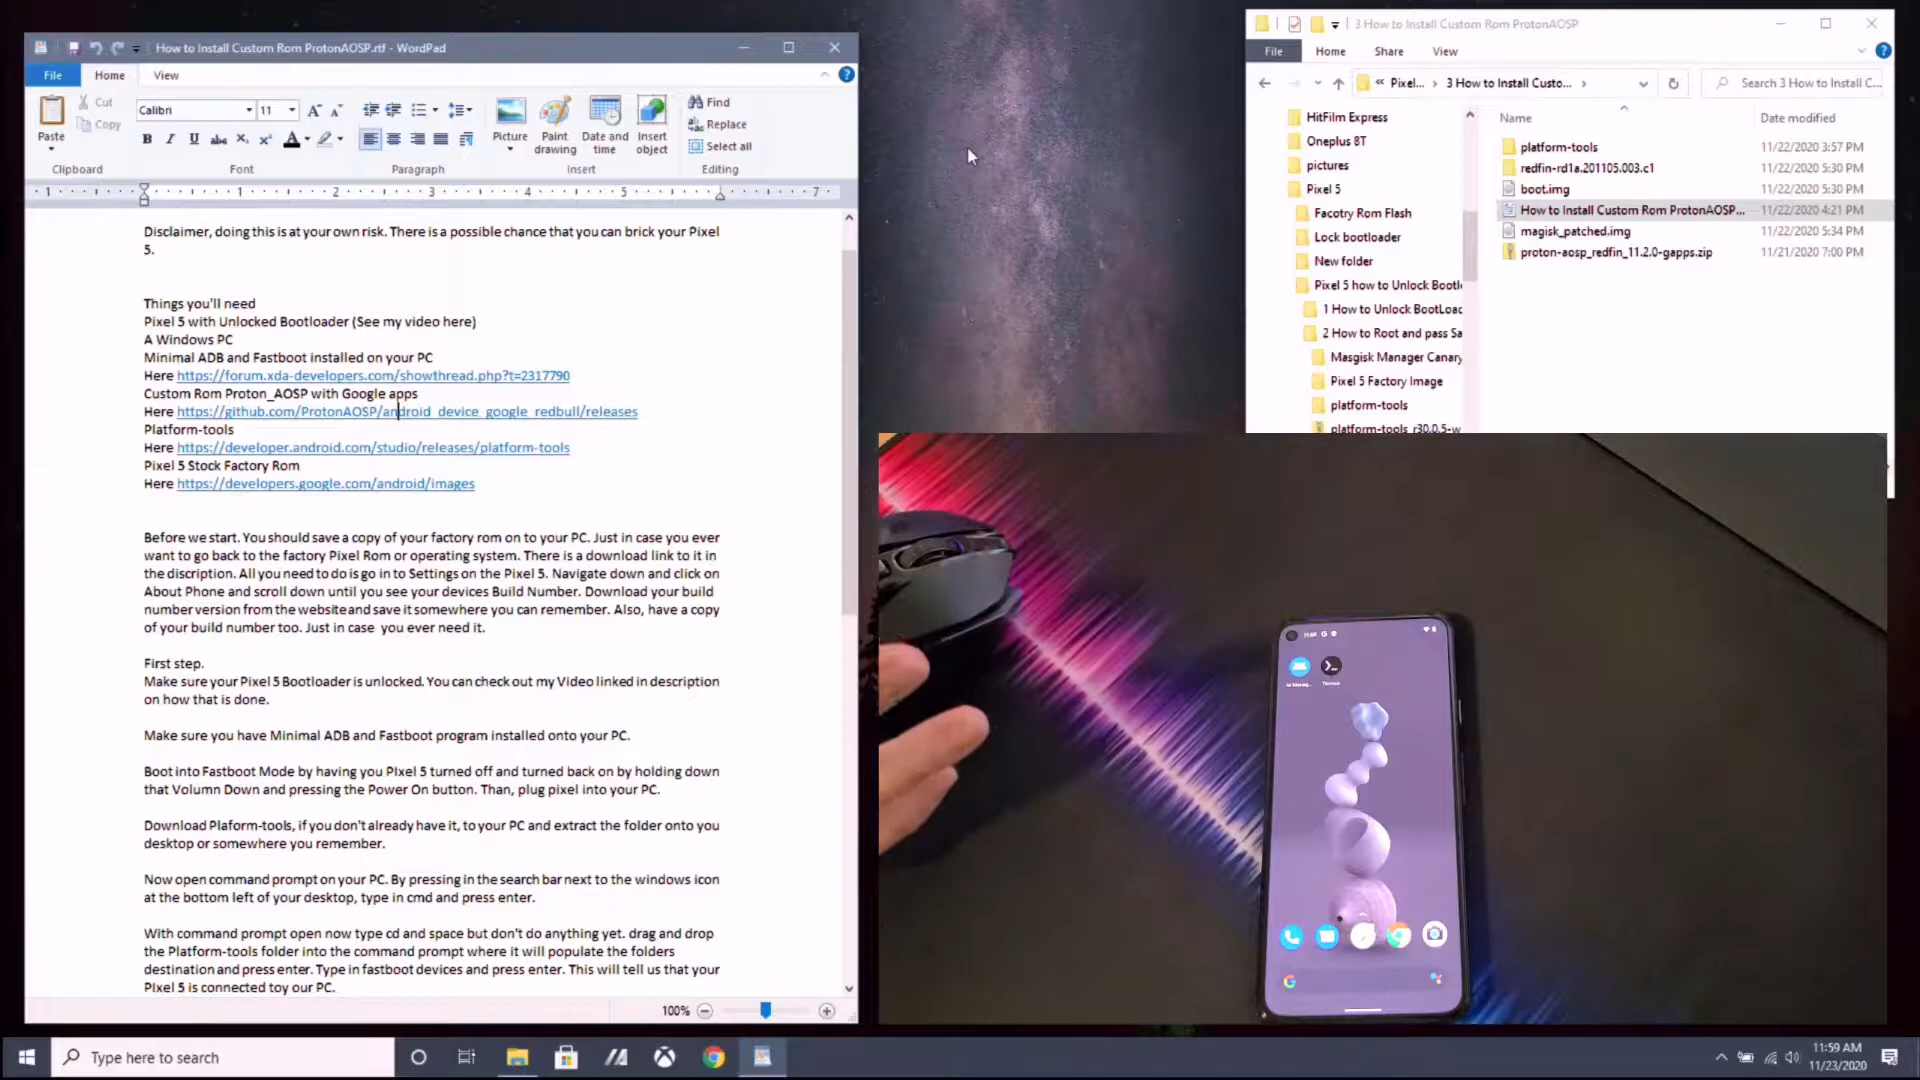 How to Install Custom Rom ProtonAOSP.rtf - WordPad
File
Home
View
Paste
Cut
Copy
Clipboard
Calibri
11
Font
Paragraph
Picture
Paint drawing
Date and time
Insert object
Insert
Find
Replace
Select all
Editing
1 1 2 3 4 5 7
Disclaimer, doing this is at your own risk. There is a possible chance that you can brick your Pixel
5.
Things you'll need
Pixel 5 with Unlocked Bootloader (See my video here)
A Windows PC
Minimal ADB and Fastboot installed on your PC
Here https://forum.xda-developers.com/showthread.php?t=2317790
Custom Rom Proton_AOSP with Google apps
Here https://github.com/ProtonAOSP/android_device_google_redbull/releases
Platform-tools
Here https://developer.android.com/studio/releases/platform-tools
Pixel 5 Stock Factory Rom
Here https://developers.google.com/android/images
Before we start. You should save a copy of your factory rom on to your PC. Just in case you ever
want to go back to the factory Pixel Rom or operating system. There is a download link to it in
the discription. All you need to do is go in to Settings on the Pixel 5. Navigate down and click on
About Phone and scroll down until you see your devices Build Number. Download your build
number version from the website and save it somewhere you can remember. Also, have a copy
of your build number too. Just in case you ever need it.
First step.
Make sure your Pixel 5 Bootloader is unlocked. You can check out my Video linked in description
on how that is done.
Make sure you have Minimal ADB and Fastboot program installed onto your PC.
Boot into Fastboot Mode by having you PIxel 5 turned off and turned back on by holding down
that Volumn Down and pressing the Power On button. Than, plug pixel into your PC.
Download Plaform-tools, if you don't already have it, to your PC and extract the folder onto you
desktop or somewhere you remember.
Now open command prompt on your PC. By pressing in the search bar next to the windows icon
at the bottom left of your desktop, type in cmd and press enter.
With command prompt open now type cd and space but don't do anything yet. drag and drop
the Platform-tools folder into the command prompt where it will populate the folders
destination and press enter. Type in fastboot devices and press enter. This will tell us that your
PIxel 5 is connected toy our PC.
100%
3 How to Install Custom Rom ProtonAOSP
File
Home
Share
View
« Pixel... › 3 How to Install Custo... ›
Search 3 How to Install C...
HitFilm Express
Oneplus 8T
pictures
Pixel 5
Facotry Rom Flash
Lock bootloader
New folder
Pixel 5 how to Unlock Bootl
1 How to Unlock BootLoac
2 How to Root and pass Sa
Masgisk Manager Canary
Pixel 5 Factory Image
platform-tools
platform-tools_r30.0.5-w
Name Date modified
platform-tools 11/22/2020 3:57 PM
redfin-rd1a.201105.003.c1 11/22/2020 5:30 PM
boot.img 11/22/2020 5:30 PM
How to Install Custom Rom ProtonAOSP... 11/22/2020 4:21 PM
magisk_patched.img 11/22/2020 5:34 PM
proton-aosp_redfin_11.2.0-gapps.zip 11/21/2020 7:00 PM
Type here to search
11:59 AM
11/23/2020